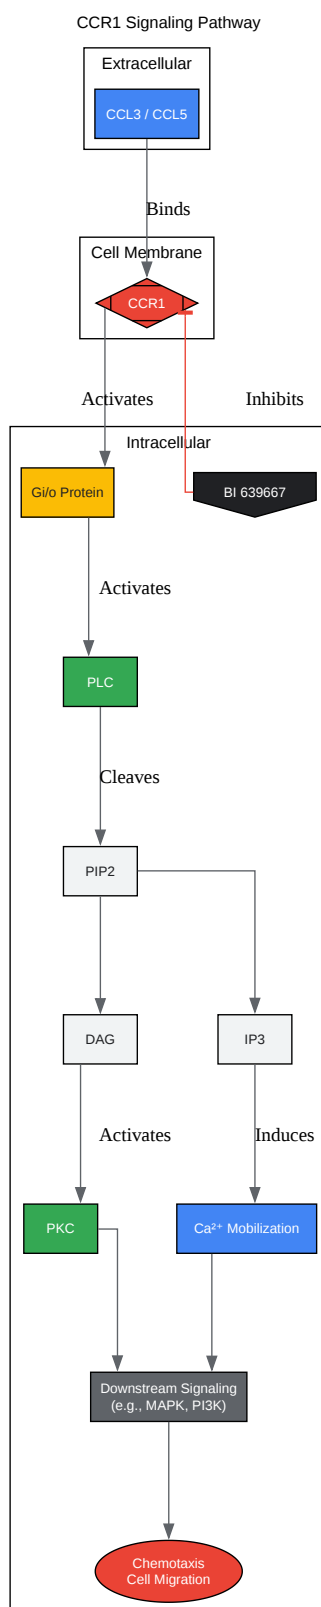 CCR1 Signaling Pathway
Extracellular
CCL3 / CCL5
Binds
Cell Membrane
CCR1
Activates
Inhibits
Intracellular
Gi/o Protein
BI 639667
Activates
PLC
Cleaves
PIP2
DAG
IP3
Activates
Induces
PKC
Ca²⁺ Mobilization
Downstream Signaling
(e.g., MAPK, PI3K)
Chemotaxis
Cell Migration